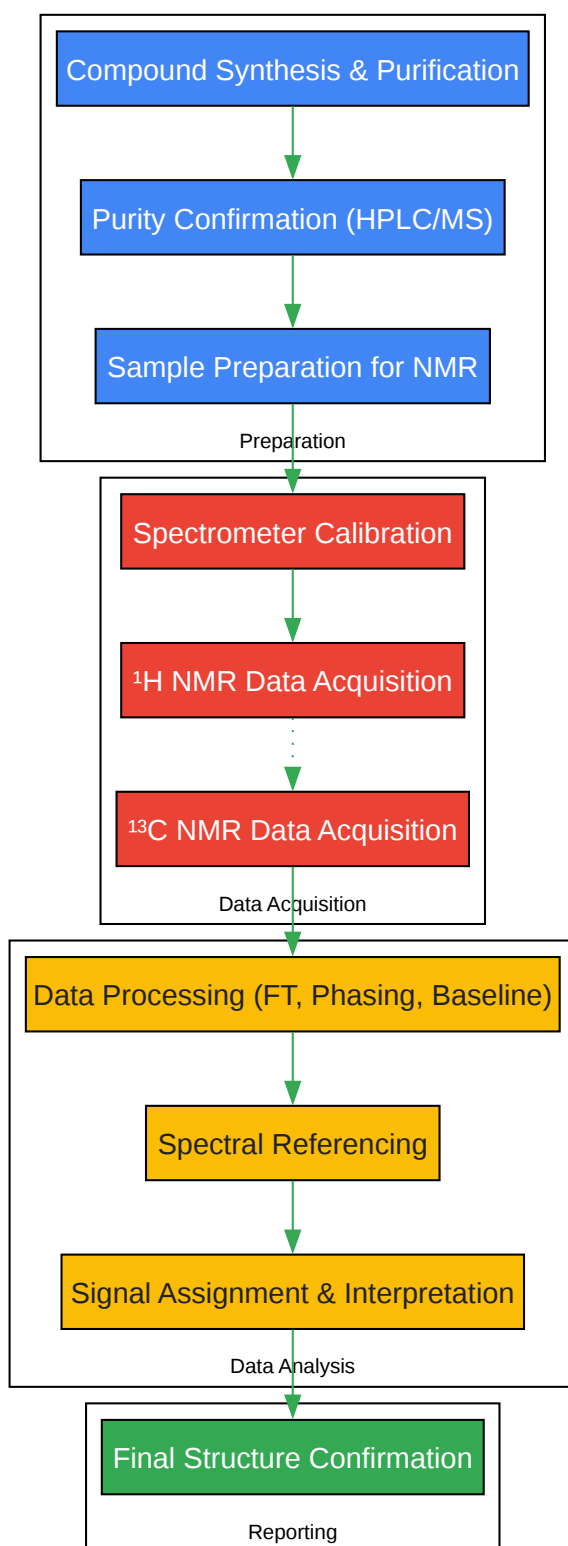 Compound Synthesis & Purification
Purity Confirmation (HPLC/MS)
Sample Preparation for NMR
Preparation
Spectrometer Calibration
¹H NMR Data Acquisition
¹³C NMR Data Acquisition
Data Acquisition
Data Processing (FT, Phasing, Baseline)
Spectral Referencing
Signal Assignment & Interpretation
Data Analysis
Final Structure Confirmation
Reporting